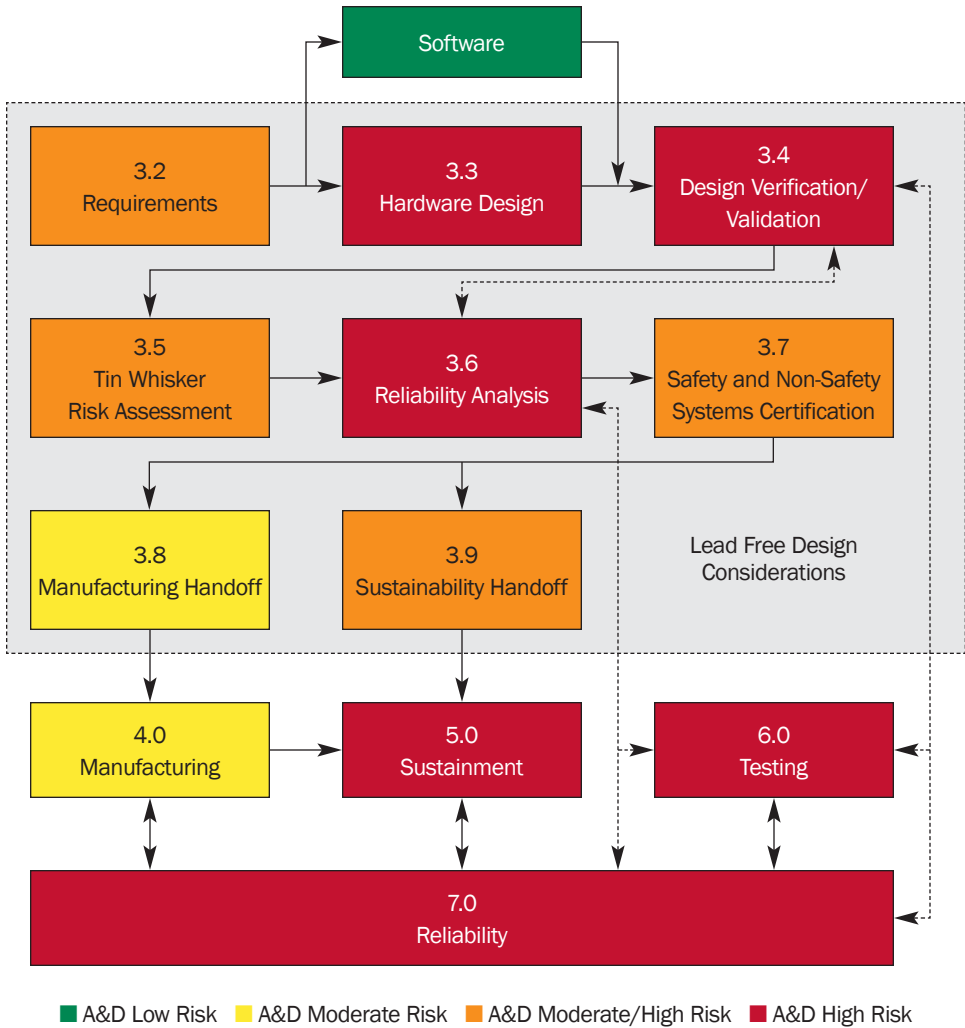 Software
3.2
Requirements
3.3
Hardware Design
3.4
Design Verification/
Validation
3.5
Tin Whisker
Risk Assessment
3.6
Reliability Analysis
3.7
Safety and Non-Safety
Systems Certification
3.8
Manufacturing Handoff
3.9
Sustainability Handoff
Lead Free Design
Considerations
4.0
Manufacturing
5.0
Sustainment
6.0
Testing
7.0
Reliability
A&D Low Risk A&D Moderate Risk A&D Moderate/High Risk A&D High Risk